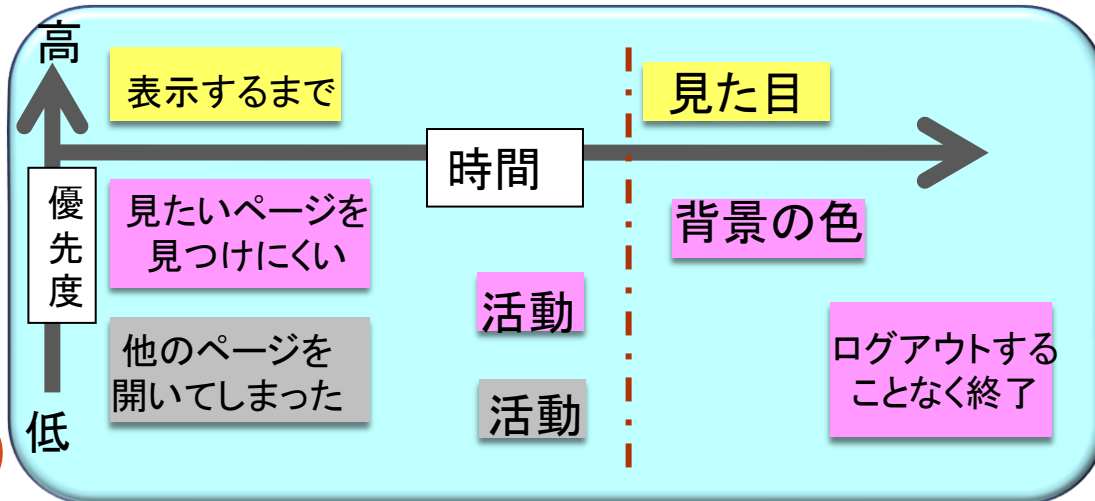 高
表示するまで
見た目
時間
優先度
見たいページを
見つけにくい
背景の色
活動
他のページを
開いてしまった
ログアウトする
ことなく終了
活動
低